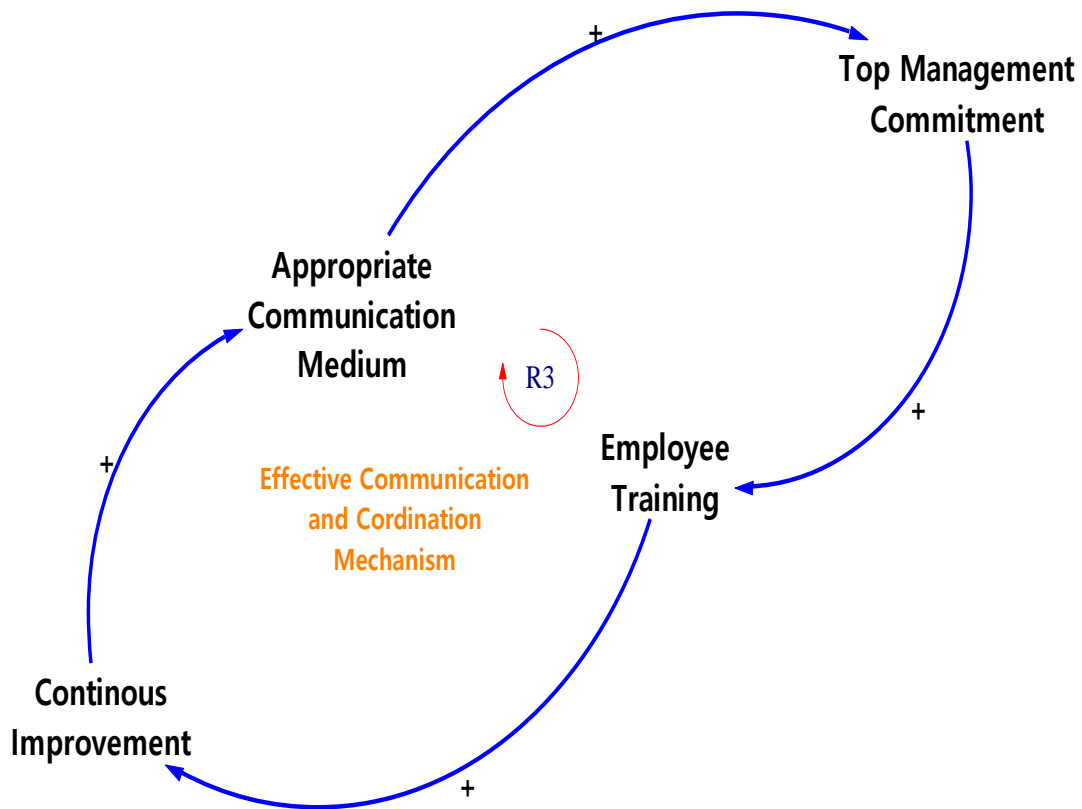 +
Top Management
Commitment
Appropriate
Communication
Medium
R3
+
Employee
Training
+
Effective Communication
and Cordination
Mechanism
Continous
Improvement
+